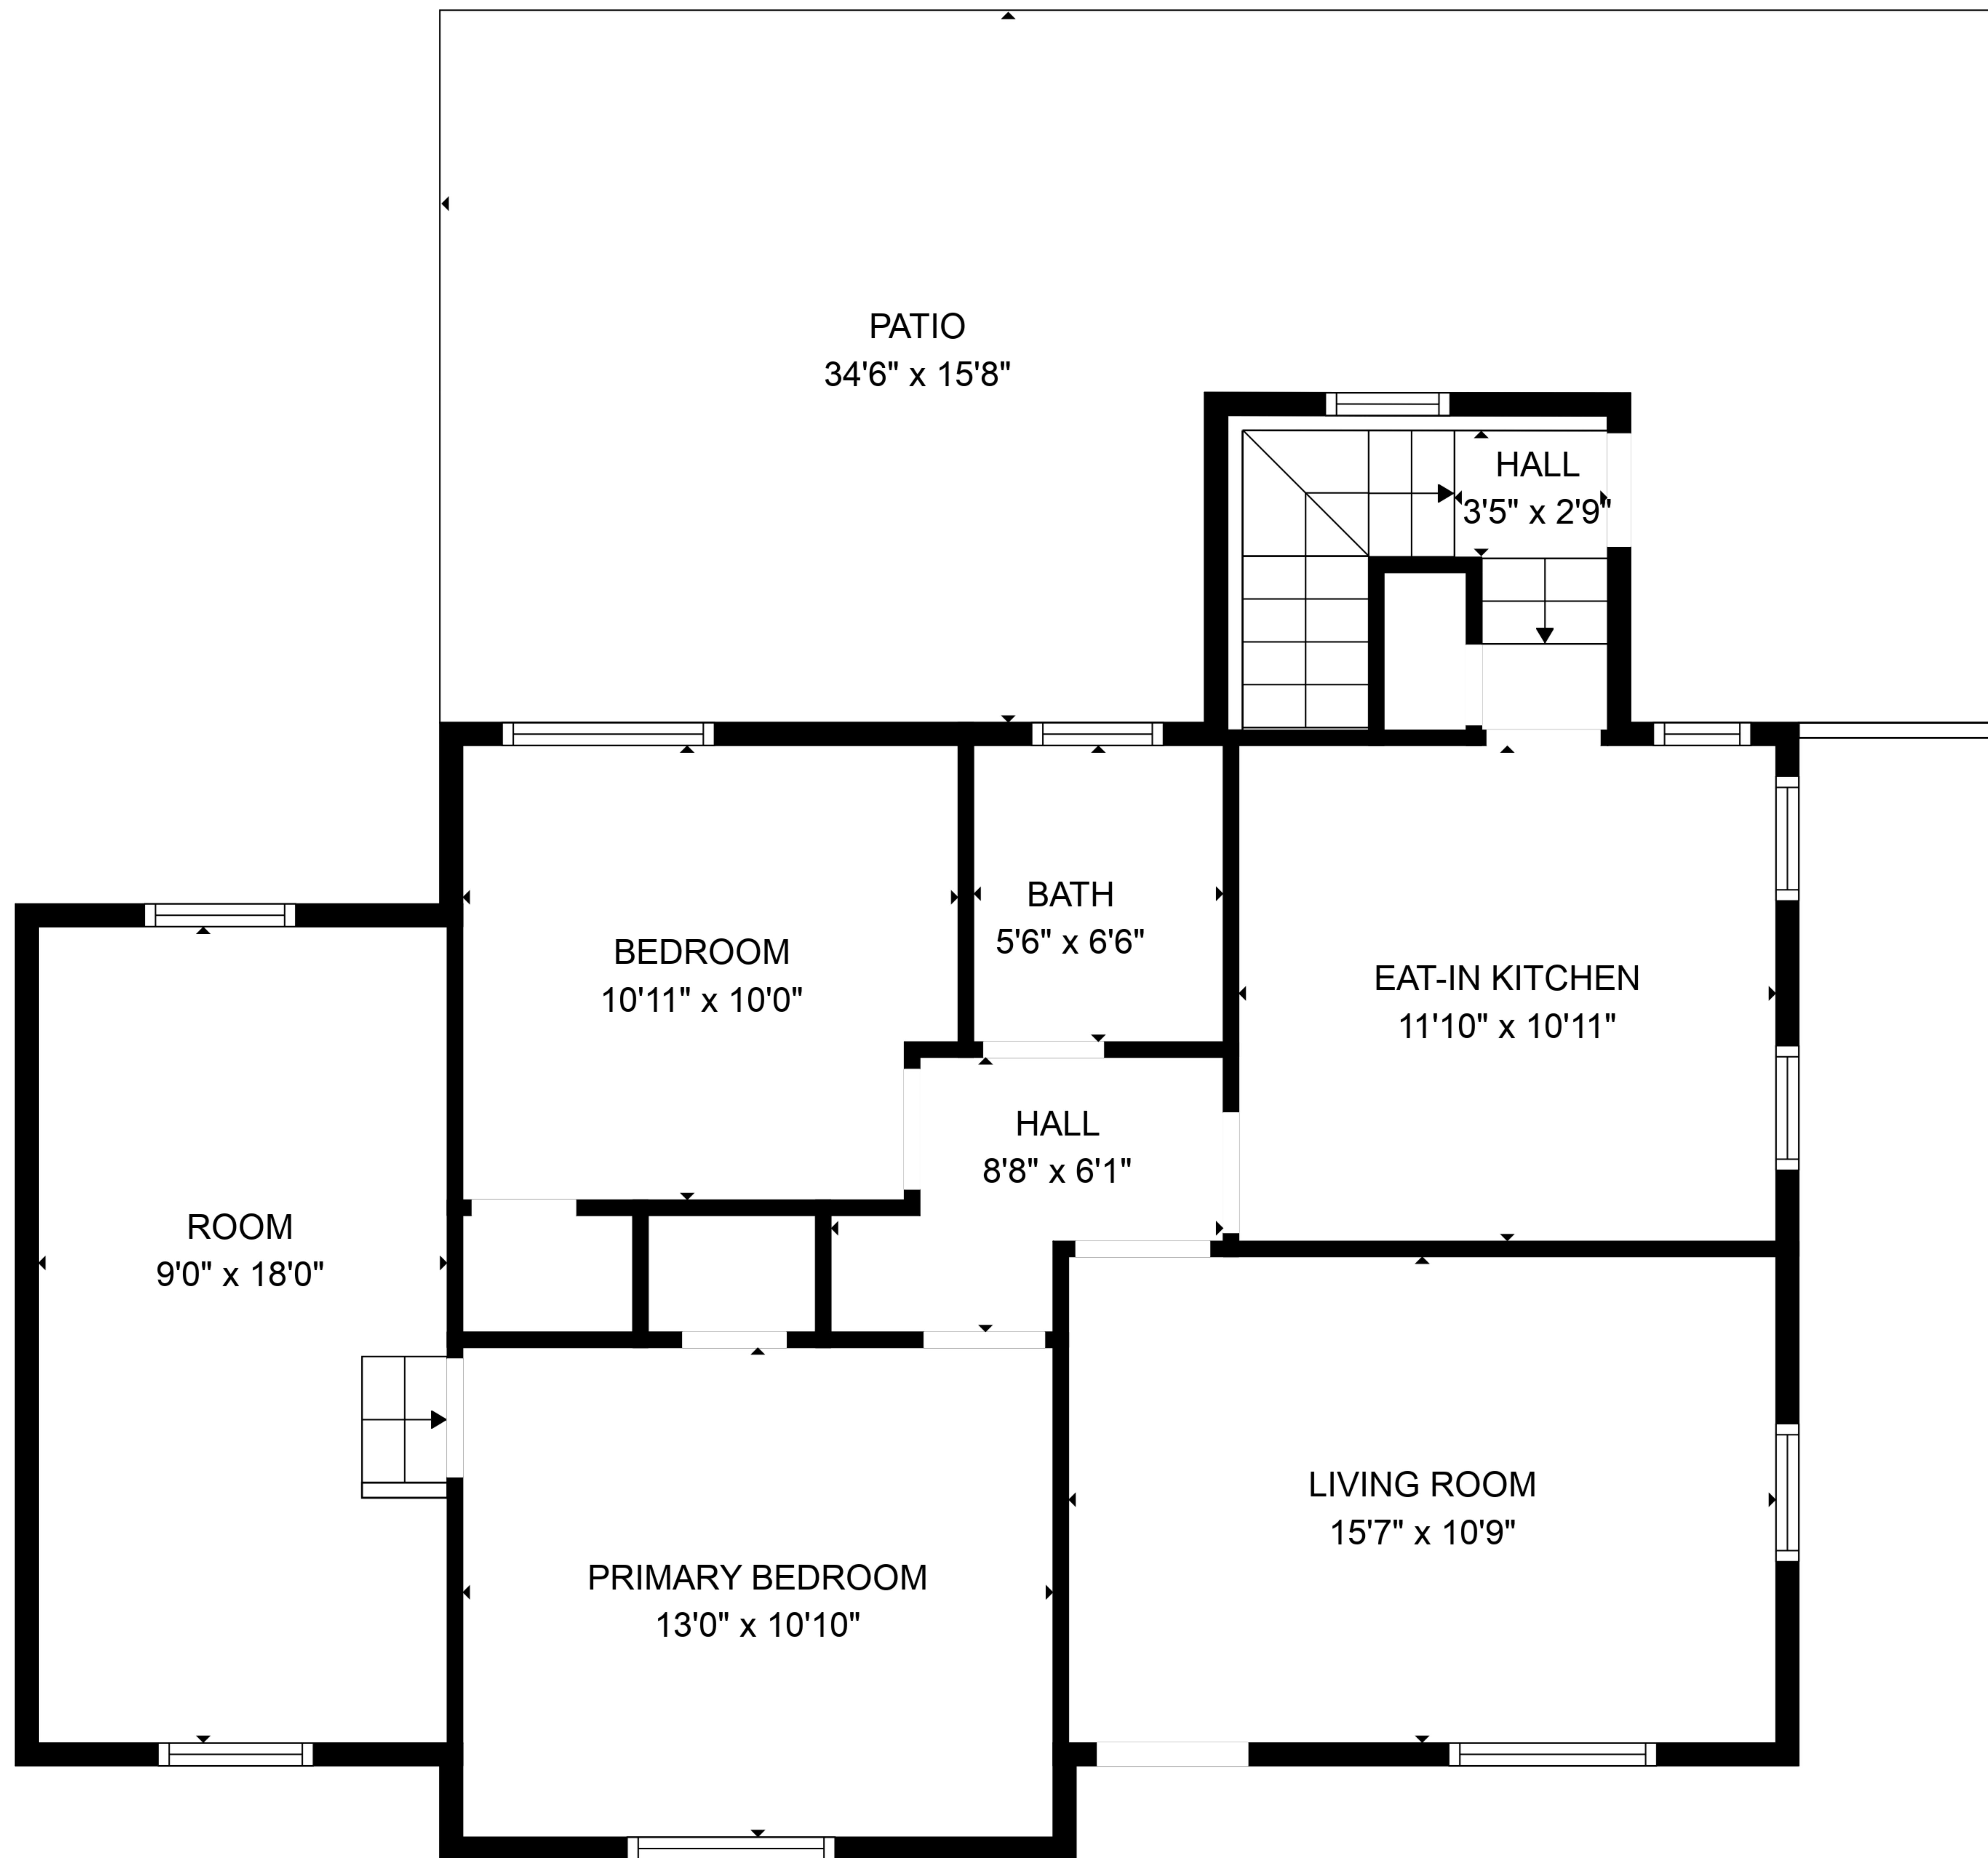 PATIO
34'6" x 15'8"
HALL
3'5" x 2'9"
BATH
5'6" x 6'6"
BEDROOM
10'11" x 10'0"
EAT-IN KITCHEN
11'10" x 10'11"
HALL
8'8" x 6'1"
ROOM
9'0" x 18'0"
LIVING ROOM
15'7" x 10'9"
PRIMARY BEDROOM
13'0" x 10'10"